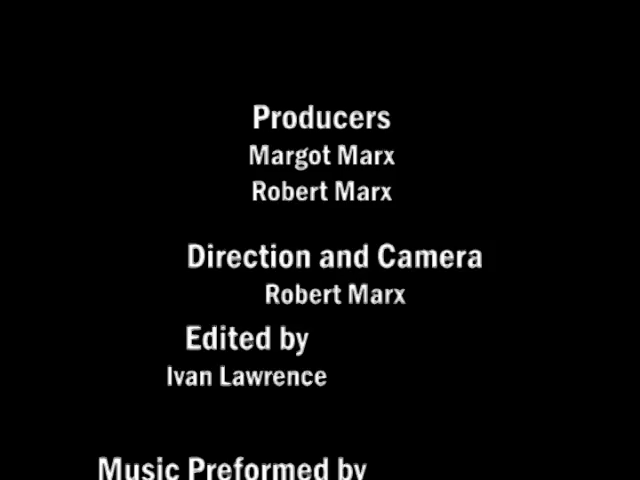 Producers
Margot Marx
Robert Marx
Direction and Camera
Robert Marx
Edited by
Ivan Lawrence
Music Preformed by